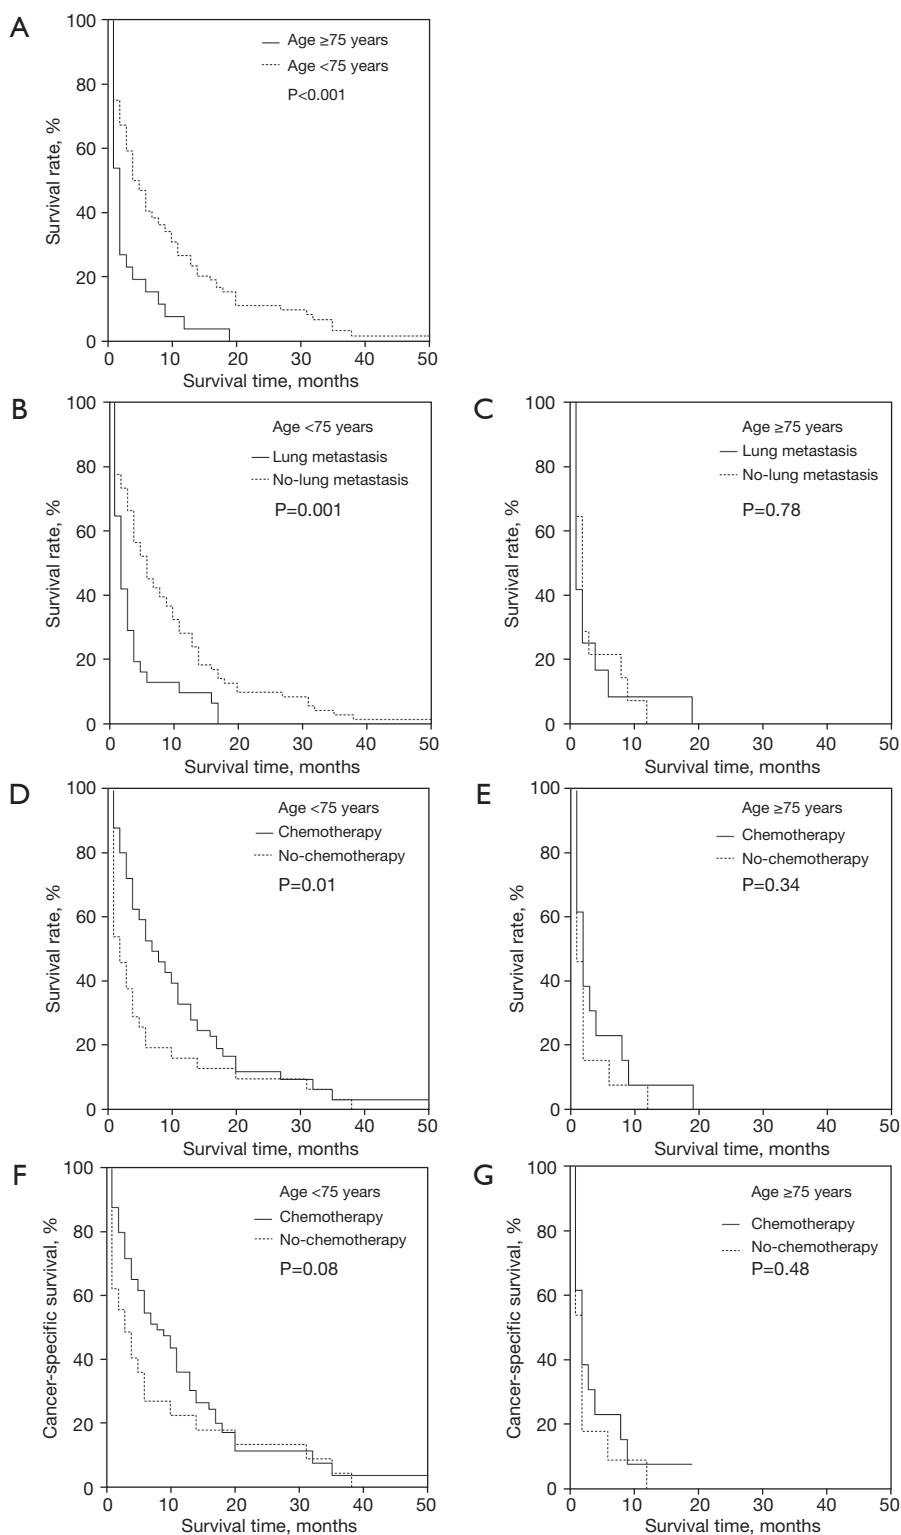 A
100
80
60
40
20
0
Survival rate, %
Age ≥75 years
Age <75 years
P<0.001
0 10 20 30 40 50
Survival time, months
B
100
80
60
40
20
0
Survival rate, %
Age <75 years
Lung metastasis
No-lung metastasis
P=0.001
0 10 20 30 40 50
Survival time, months
C
100
80
60
40
20
0
Survival rate, %
Age ≥75 years
Lung metastasis
No-lung metastasis
P=0.78
0 10 20 30 40 50
Survival time, months
D
100
80
60
40
20
0
Survival rate, %
Age <75 years
Chemotherapy
No-chemotherapy
P=0.01
0 10 20 30 40 50
Survival time, months
E
100
80
60
40
20
0
Survival rate, %
Age ≥75 years
Chemotherapy
No-chemotherapy
P=0.34
0 10 20 30 40 50
Survival time, months
F
100
80
60
40
20
0
Cancer-specific survival, %
Age <75 years
Chemotherapy
No-chemotherapy
P=0.08
0 10 20 30 40 50
Survival time, months
G
100
80
60
40
20
0
Cancer-specific survival, %
Age ≥75 years
Chemotherapy
No-chemotherapy
P=0.48
0 10 20 30 40 50
Survival time, months